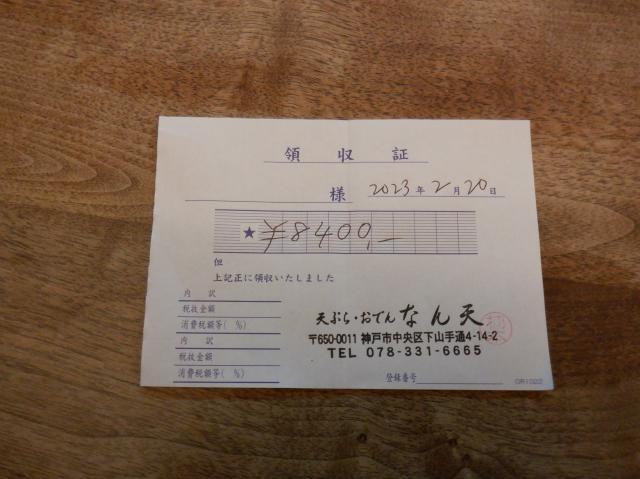 領収証
様 2023年2月20日
★ ¥8400,-
但
上記正に領収いたしました
内訳
税抜金額
消費税額等( %)
内訳
税抜金額
消費税額等( %)
天ぷら・おでん なん天
〒650-0011 神戸市中央区下山手通4-14-2
TEL 078-331-6665
登録番号